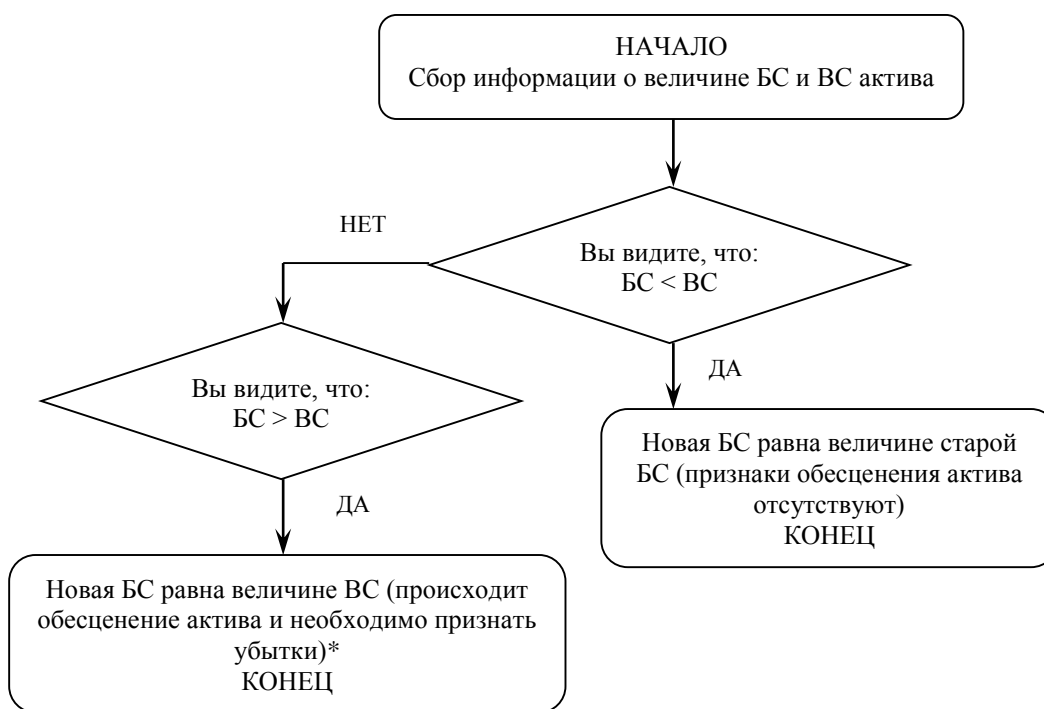 НАЧАЛО
Сбор информации о величине БС и ВС актива
НЕТ
Вы видите, что:
БС < ВС
ДА
Вы видите, что:
БС > ВС
Новая БС равна величине старой
БС (признаки обесценения актива
отсутствуют)
КОНЕЦ
ДА
Новая БС равна величине ВС (происходит
обесценение актива и необходимо признать
убытки)*
КОНЕЦ